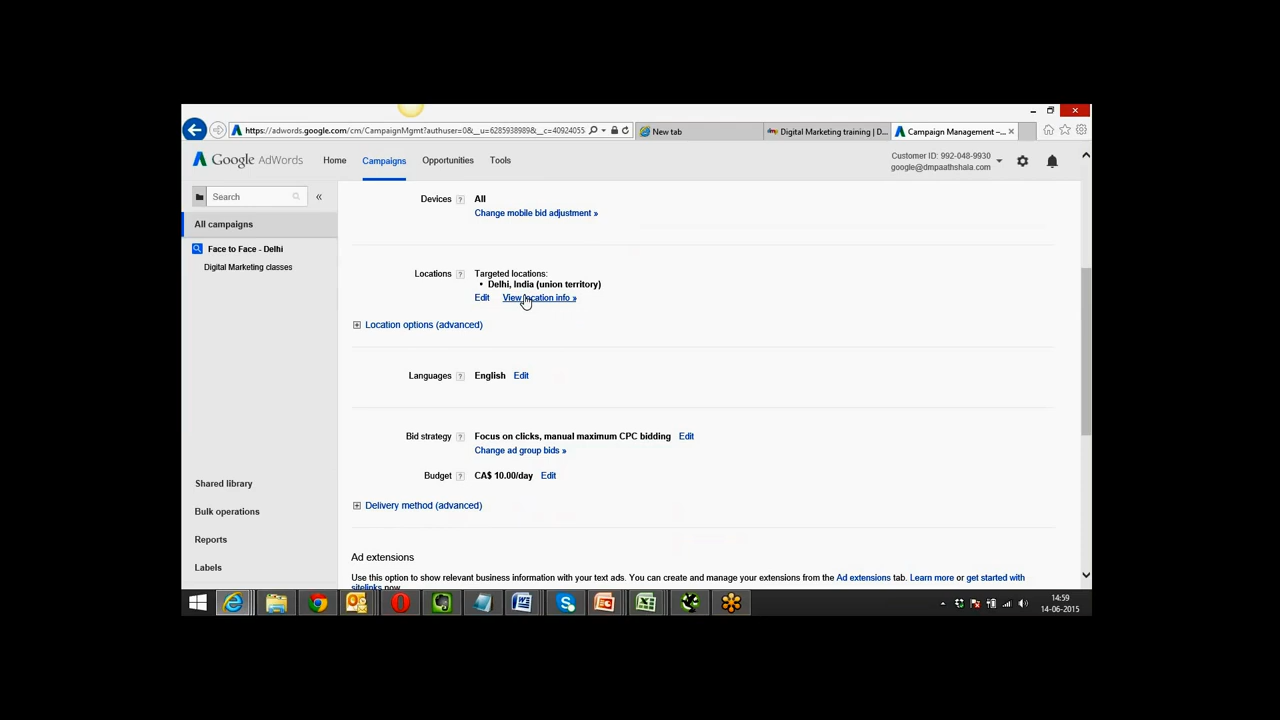 https://adwords.google.com/cm/CampaignMgmt?authuser=0&__u=6285938989&__c=40924055
New tab
Digital Marketing training | D...
Campaign Management –...
Google AdWords
Home
Campaigns
Opportunities
Tools
Customer ID: 992-048-9930
google@dmpaathshala.com
Search
«
All campaigns
Face to Face - Delhi
Digital Marketing classes
Shared library
Bulk operations
Reports
Labels
Devices ? All
Change mobile bid adjustment »
Locations ? Targeted locations:
• Delhi, India (union territory)
Edit View location info »
Location options (advanced)
Languages ? English Edit
Bid strategy ? Focus on clicks, manual maximum CPC bidding Edit
Change ad group bids »
Budget ? CA$ 10.00/day Edit
Delivery method (advanced)
Ad extensions
Use this option to show relevant business information with your text ads. You can create and manage your extensions from the Ad extensions tab. Learn more or get started with
sitelinks now.
14:59
14-06-2015